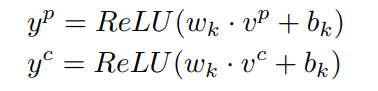 y^p = ReLU(w_k · v^p + b_k)
y^c = ReLU(w_k · v^c + b_k)